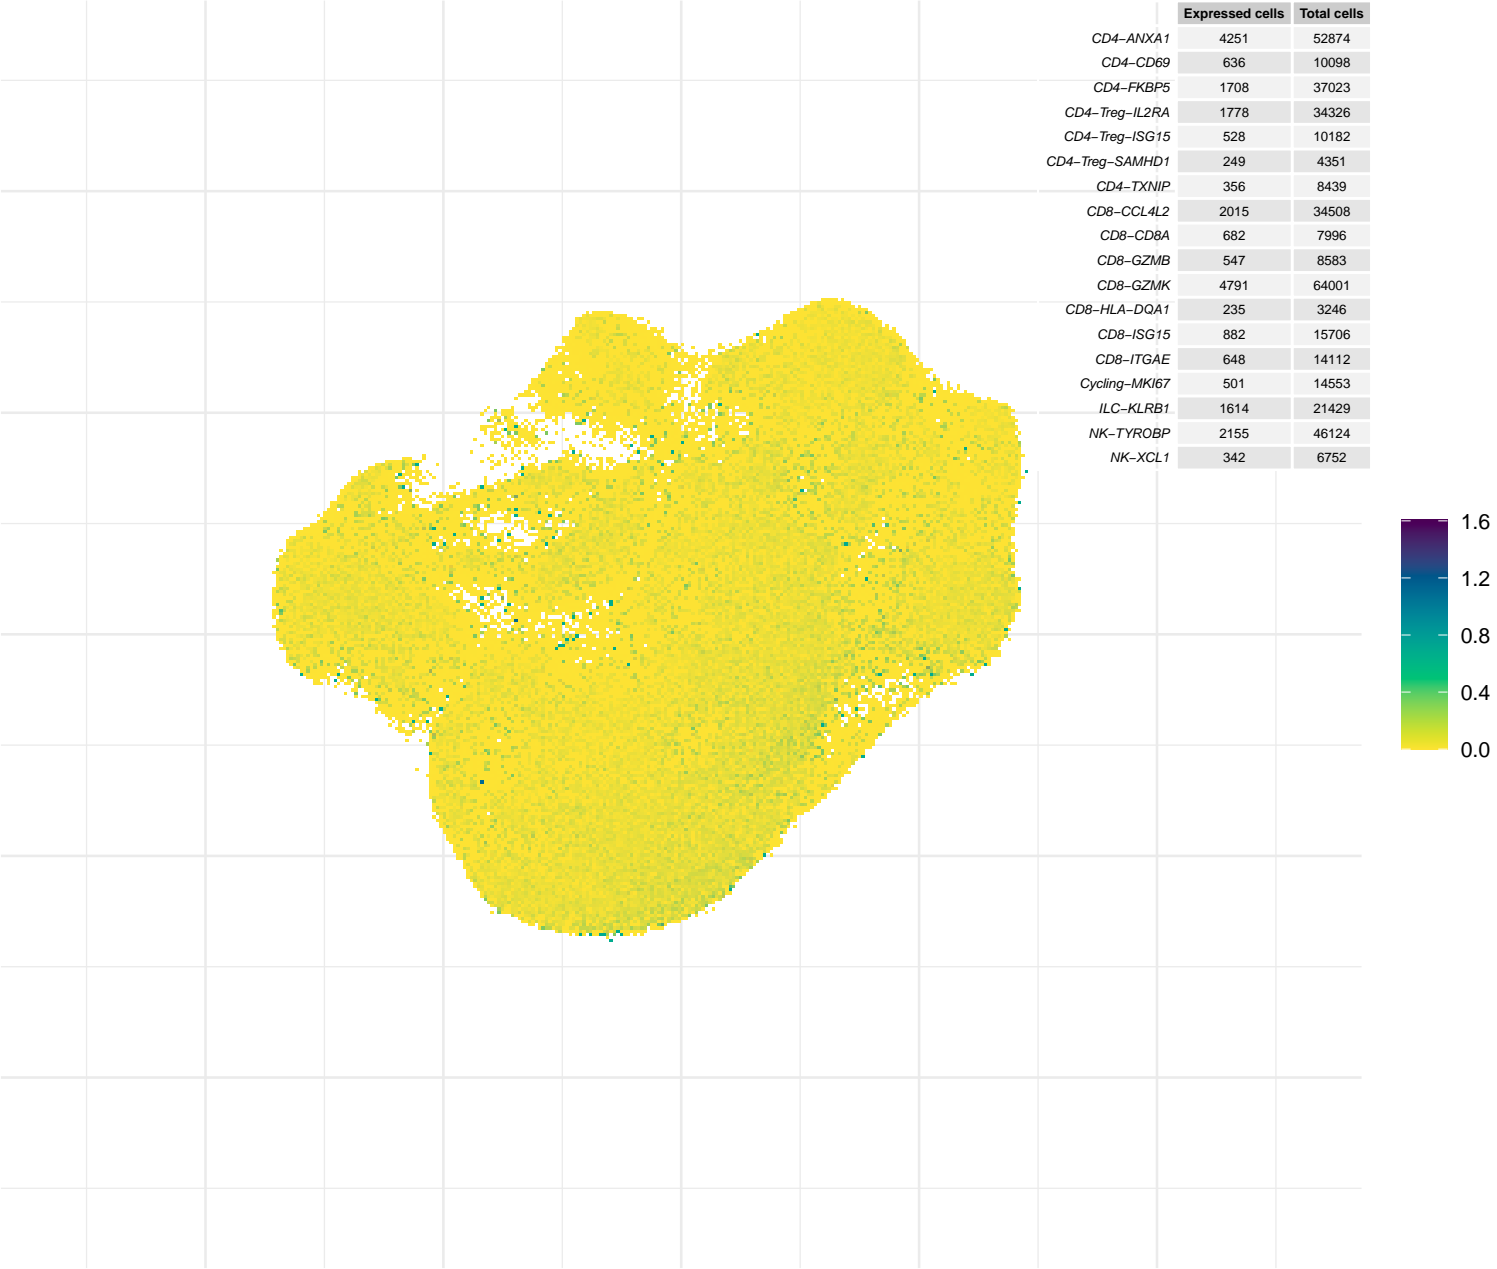 Expressed cells Total cells
CD4−ANXA1 4251 52874
CD4−CD69 636 10098
CD4−FKBP5 1708 37023
CD4−Treg−IL2RA 1778 34326
CD4−Treg−ISG15 528 10182
CD4−Treg−SAMHD1 249 4351
CD4−TXNIP 356 8439
CD8−CCL4L2 2015 34508
CD8−CD8A 682 7996
CD8−GZMB 547 8583
CD8−GZMK 4791 64001
CD8−HLA−DQA1 235 3246
CD8−ISG15 882 15706
CD8−ITGAE 648 14112
Cycling−MKI67 501 14553
ILC−KLRB1 1614 21429
NK−TYROBP 2155 46124
NK−XCL1 342 6752
1.6
1.2
0.8
0.4
0.0